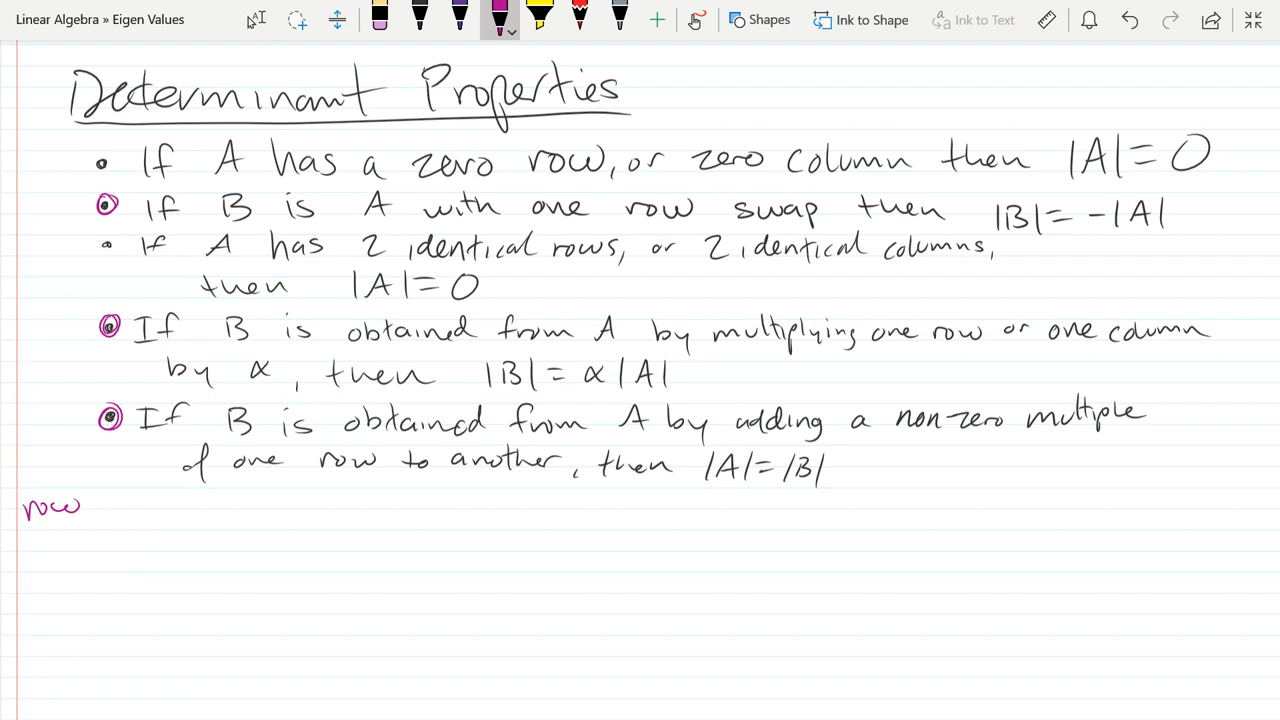 Linear Algebra » Eigen Values
Shapes
Ink to Shape
Ink to Text
Determinant Properties
• If A has a zero row, or zero column then |A| = 0
• If B is A with one row swap then |B| = -|A|
• If A has 2 identical rows, or 2 identical columns,
then |A| = 0
• If B is obtained from A by multiplying one row or one column
by α, then |B| = α|A|
• If B is obtained from A by adding a nonzero multiple
of one row to another, then |A| = |B|
row